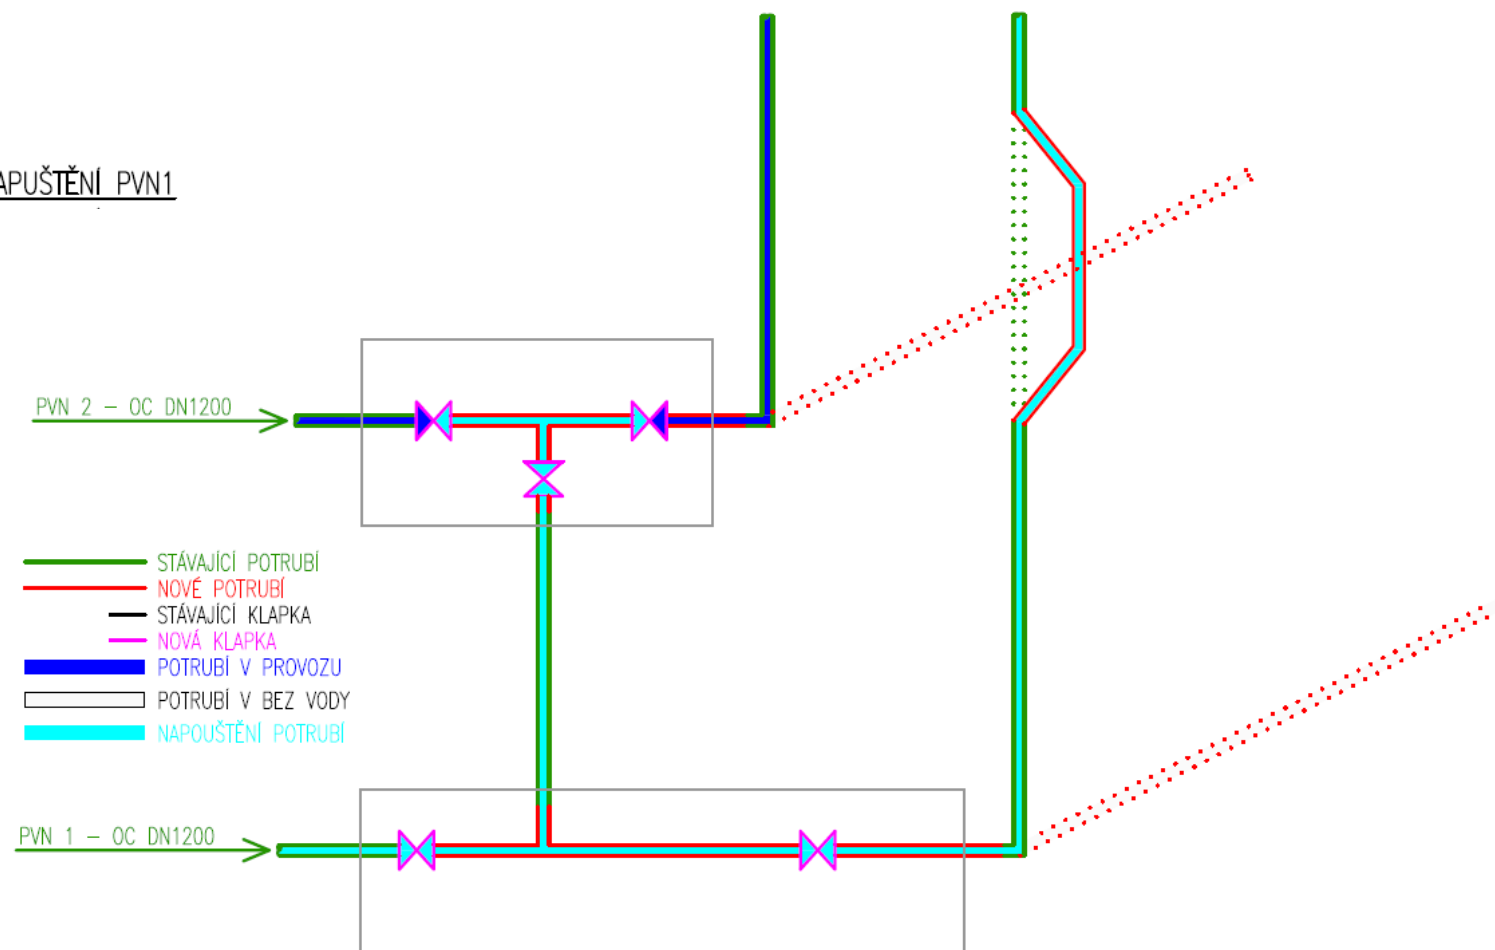 APUŠTĚNÍ PVN1
PVN 2 – OC DN1200
STÁVAJÍCÍ POTRUBÍ
NOVÉ POTRUBÍ
STÁVAJÍCÍ KLAPKA
NOVÁ KLAPKA
POTRUBÍ V PROVOZU
POTRUBÍ V BEZ VODY
NAPOUŠTĚNÍ POTRUBÍ
PVN 1 – OC DN1200